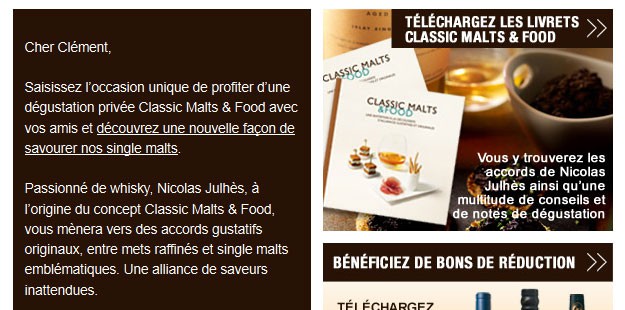 Cher Clément,
Saisissez l'occasion unique de profiter d'une
dégustation privée Classic Malts & Food avec
vos amis et découvrez une nouvelle façon de
savourer nos single malts.
Passionné de whisky, Nicolas Julhès, à
l'origine du concept Classic Malts & Food,
vous mènera vers des accords gustatifs
originaux, entre mets raffinés et single malts
emblématiques. Une alliance de saveurs
inattendues.
TÉLÉCHARGEZ LES LIVRETS
CLASSIC MALTS & FOOD
AGED
CLASSIC MALTS
&FOOD
CLASSIC MALTS
&FOOD
Vous y trouverez les
accords de Nicolas
Julhès ainsi qu'une
multitude de conseils et
de notes de dégustation
BÉNÉFICIEZ DE BONS DE RÉDUCTION
TÉLÉCHARGEZ